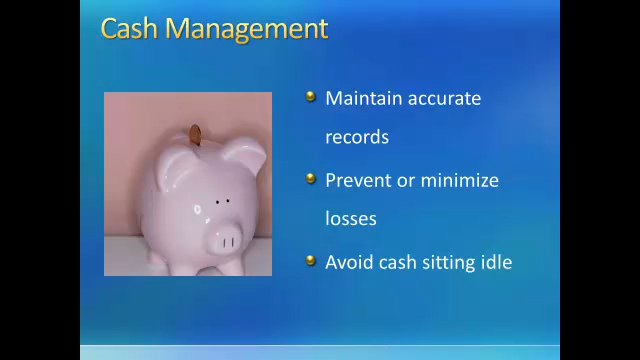 Cash Management
Maintain accurate
records
Prevent or minimize
losses
Avoid cash sitting idle